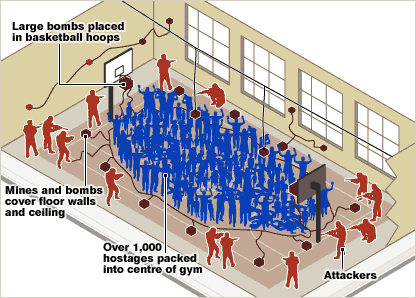 Large bombs placed
in basketball hoops
Mines and bombs
cover floor walls
and ceiling
Over 1,000
hostages packed
into centre of gym
Attackers